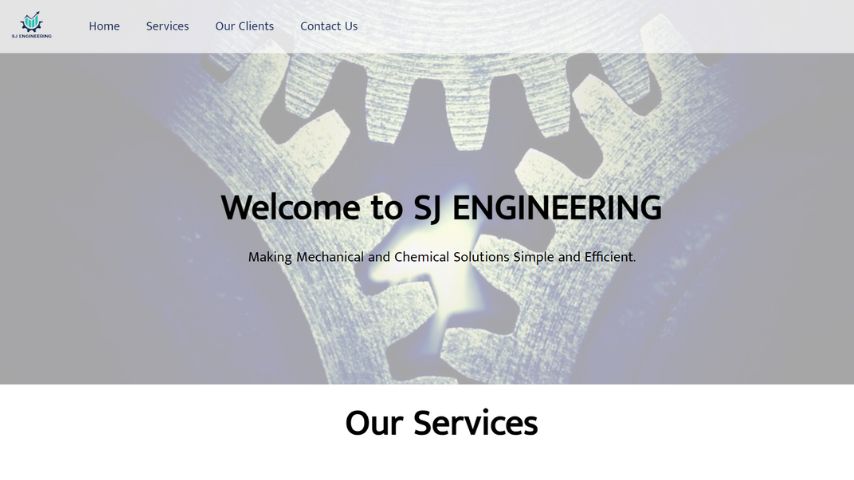 SJ ENGINEERING
Home Services Our Clients Contact Us
Welcome to SJ ENGINEERING
Making Mechanical and Chemical Solutions Simple and Efficient.
Our Services